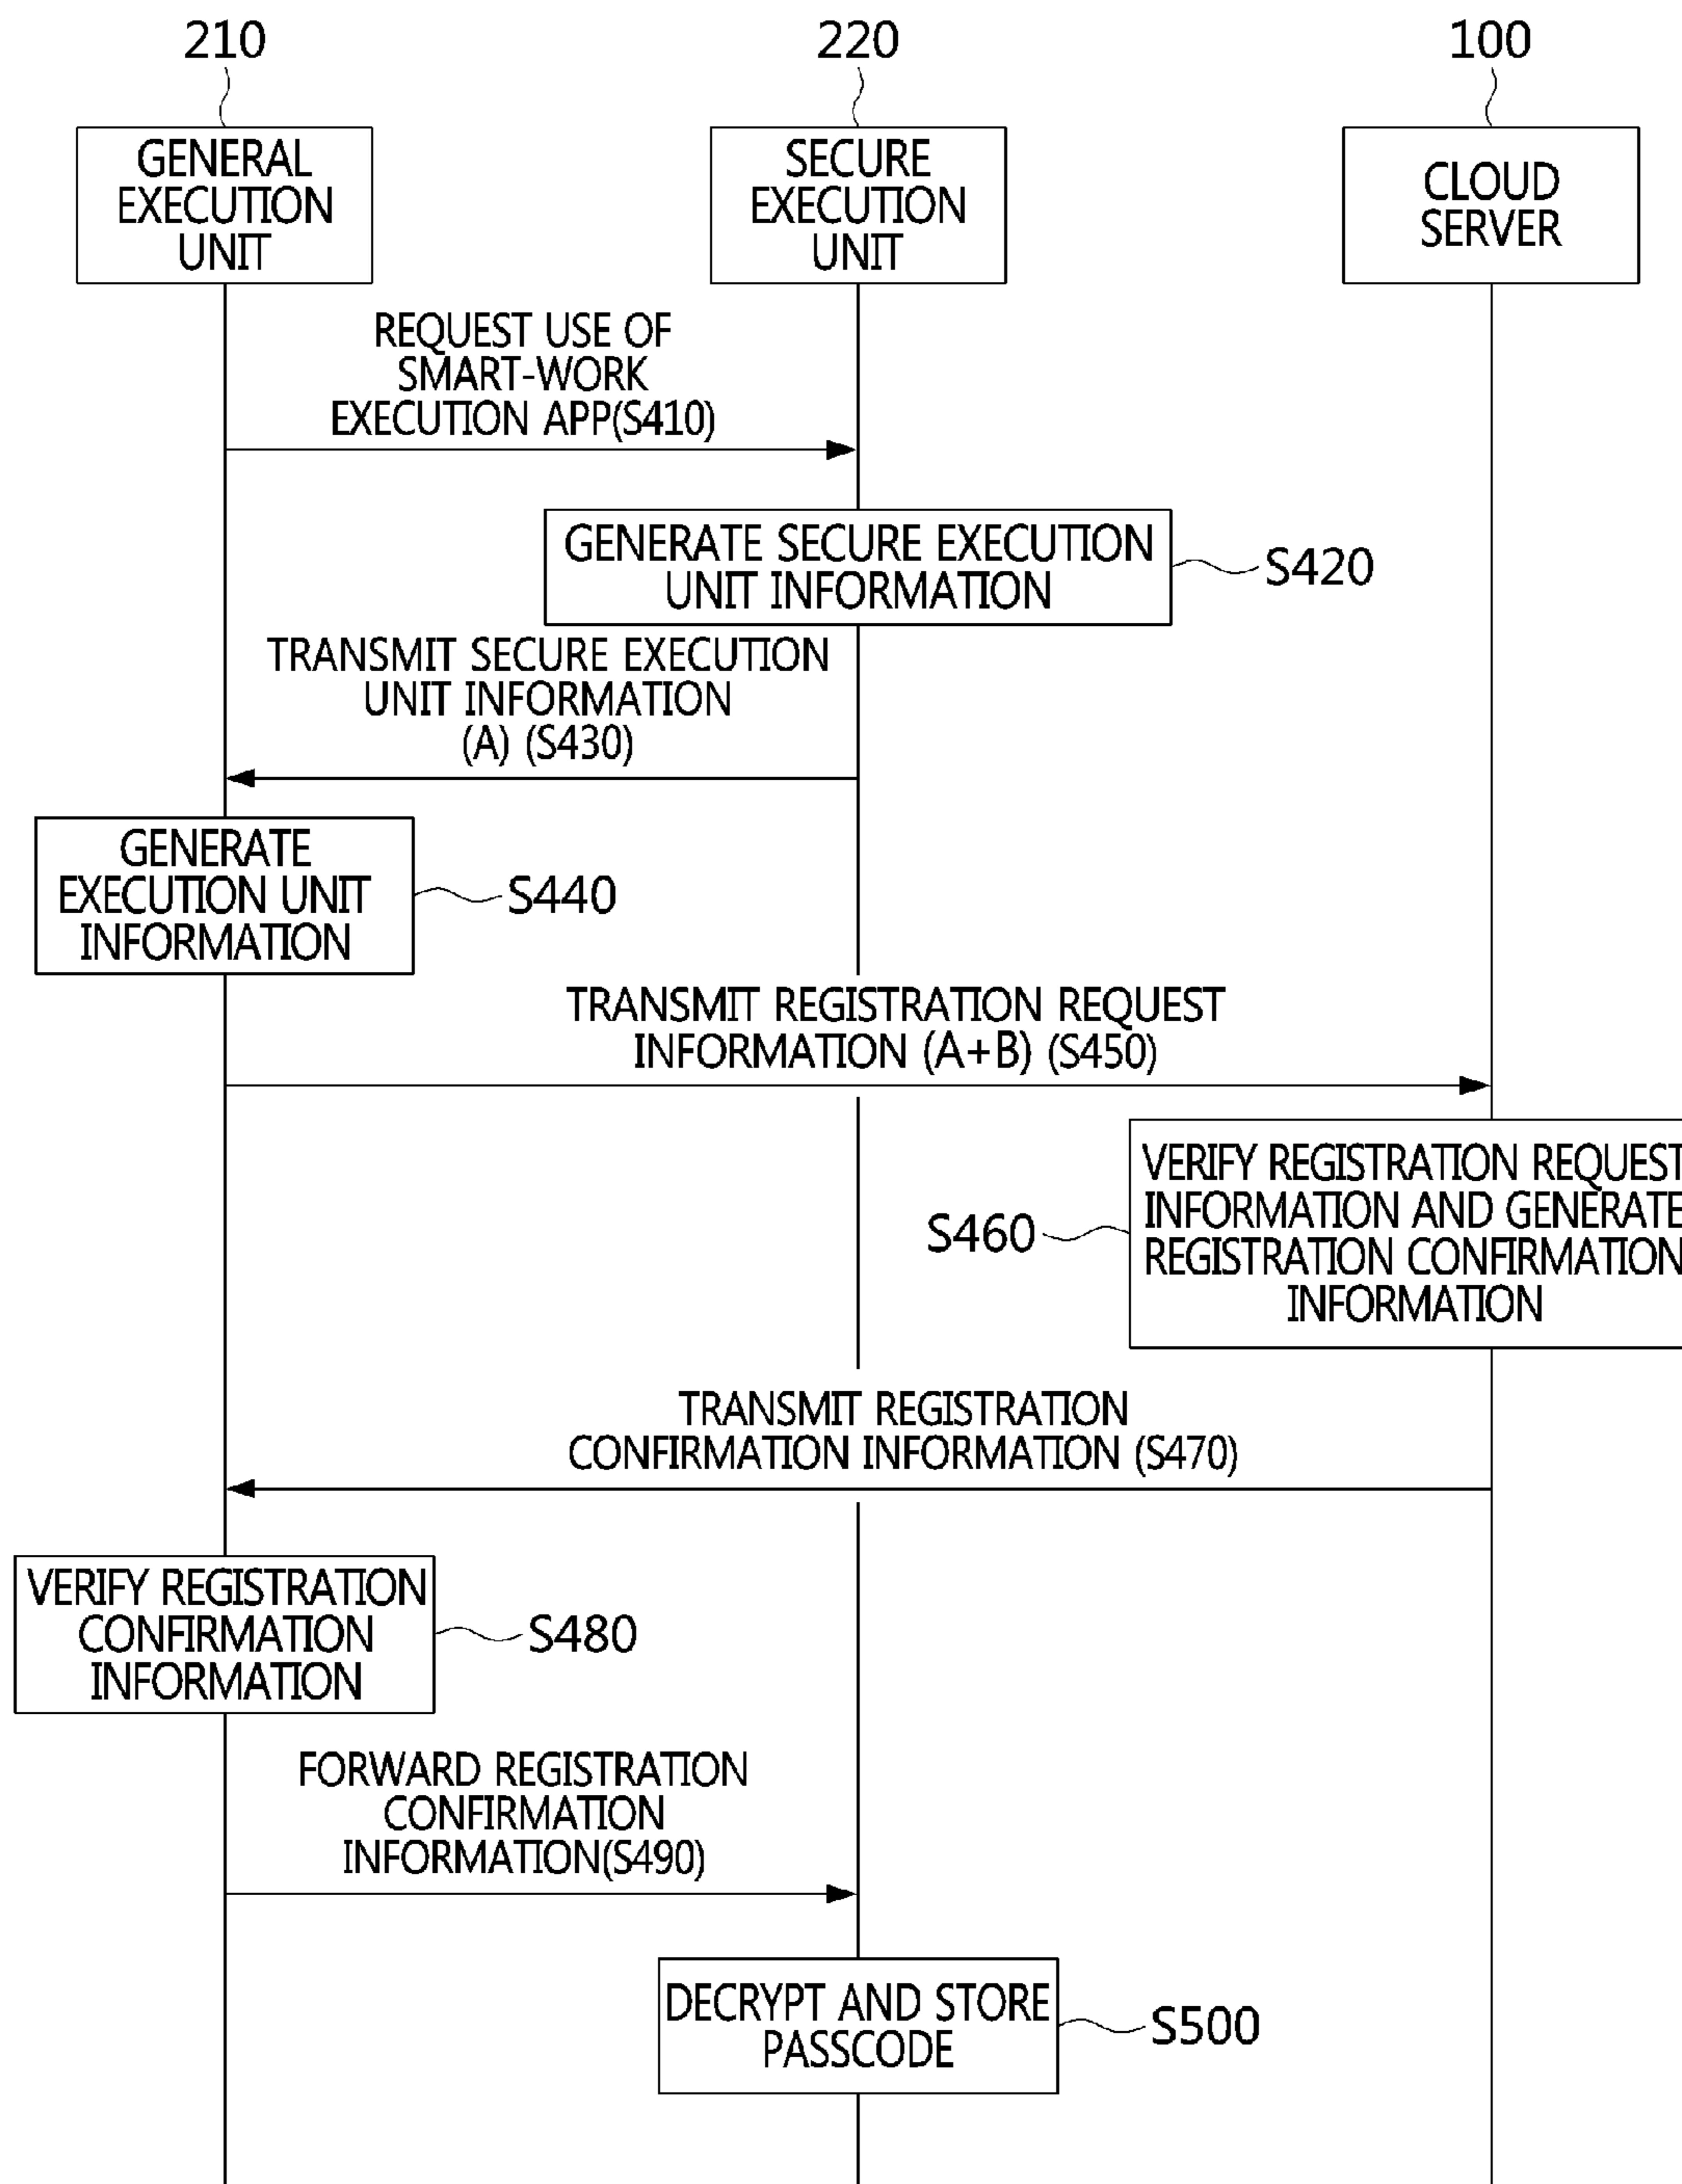 210
220
100
GENERAL
EXECUTION
UNIT
SECURE
EXECUTION
UNIT
CLOUD
SERVER
REQUEST USE OF
SMART-WORK
EXECUTION APP(S410)
GENERATE SECURE EXECUTION
UNIT INFORMATION
S420
TRANSMIT SECURE EXECUTION
UNIT INFORMATION
(A) (S430)
GENERATE
EXECUTION UNIT
INFORMATION
S440
TRANSMIT REGISTRATION REQUEST
INFORMATION (A+B) (S450)
VERIFY REGISTRATION REQUEST
INFORMATION AND GENERATE
REGISTRATION CONFIRMATION
INFORMATION
S460
TRANSMIT REGISTRATION
CONFIRMATION INFORMATION (S470)
VERIFY REGISTRATION
CONFIRMATION
INFORMATION
S480
FORWARD REGISTRATION
CONFIRMATION
INFORMATION(S490)
DECRYPT AND STORE
PASSCODE
S500